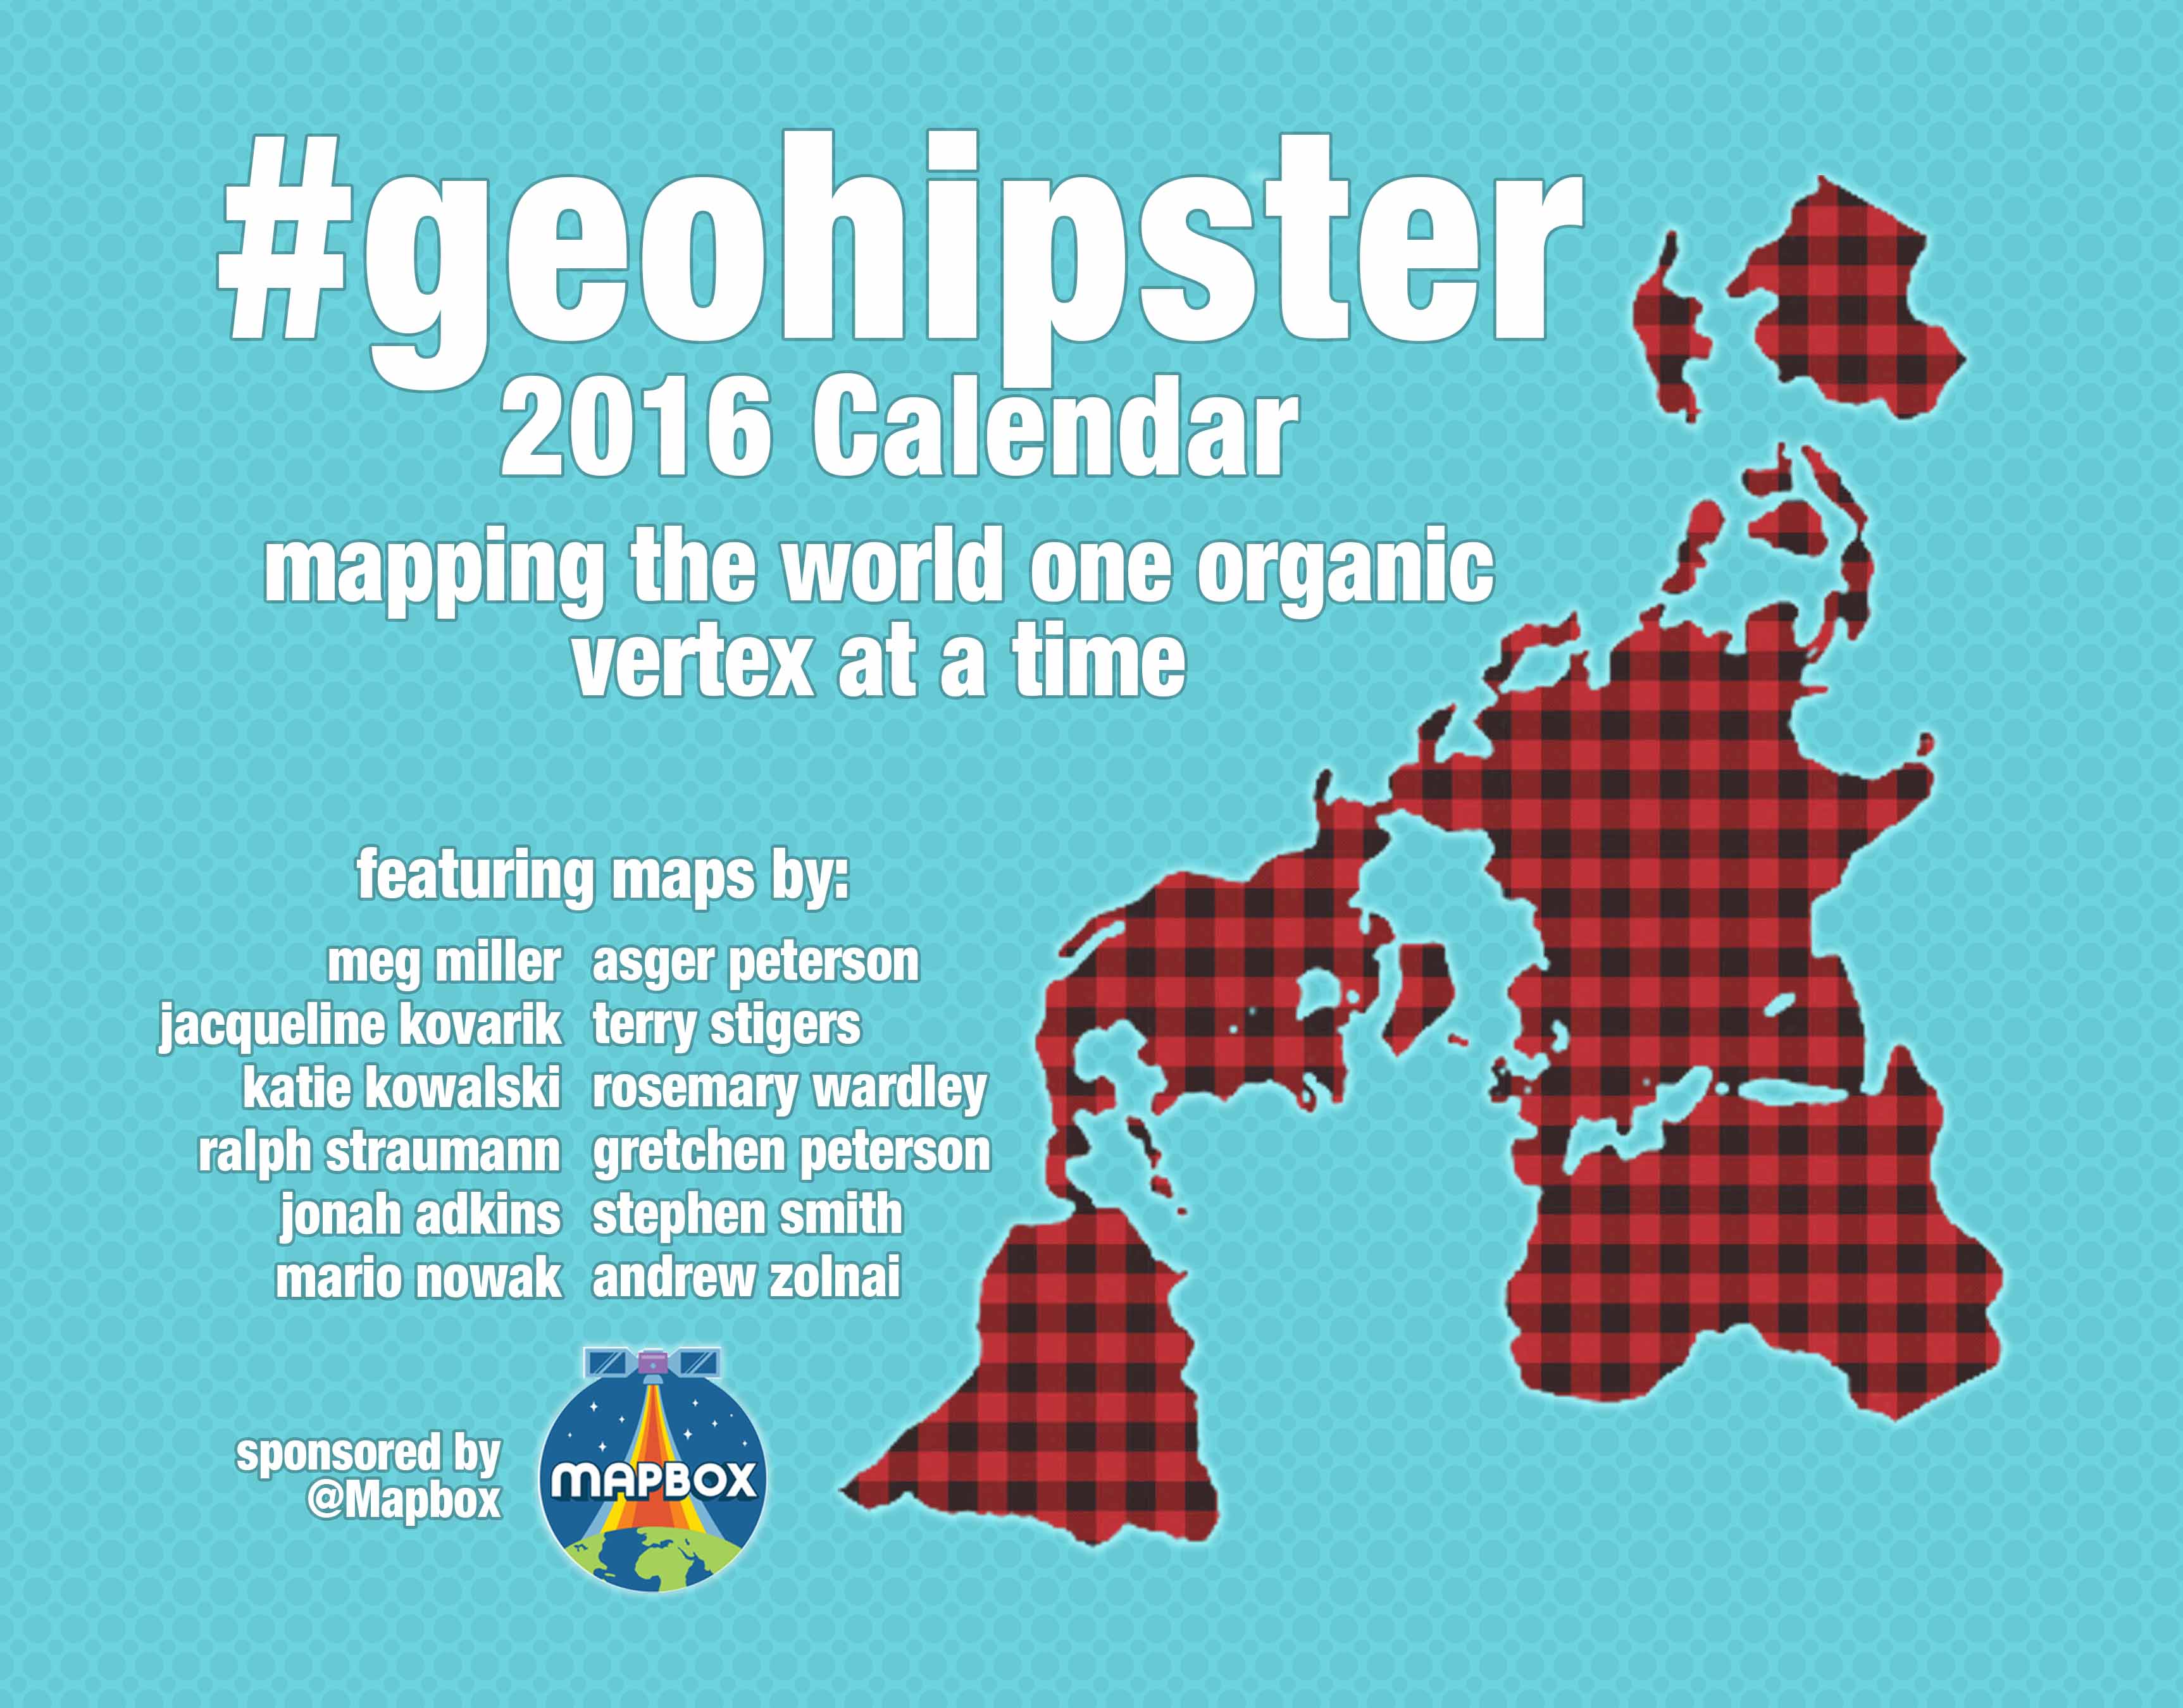 #geohipster
2016 Calendar
mapping the world one organic
vertex at a time
featuring maps by:
meg miller
jacqueline kovarik
katie kowalski
ralph straumann
jonah adkins
mario nowak
asger peterson
terry stigers
rosemary wardley
gretchen peterson
stephen smith
andrew zolnai
sponsored by
@Mapbox
MAPBOX